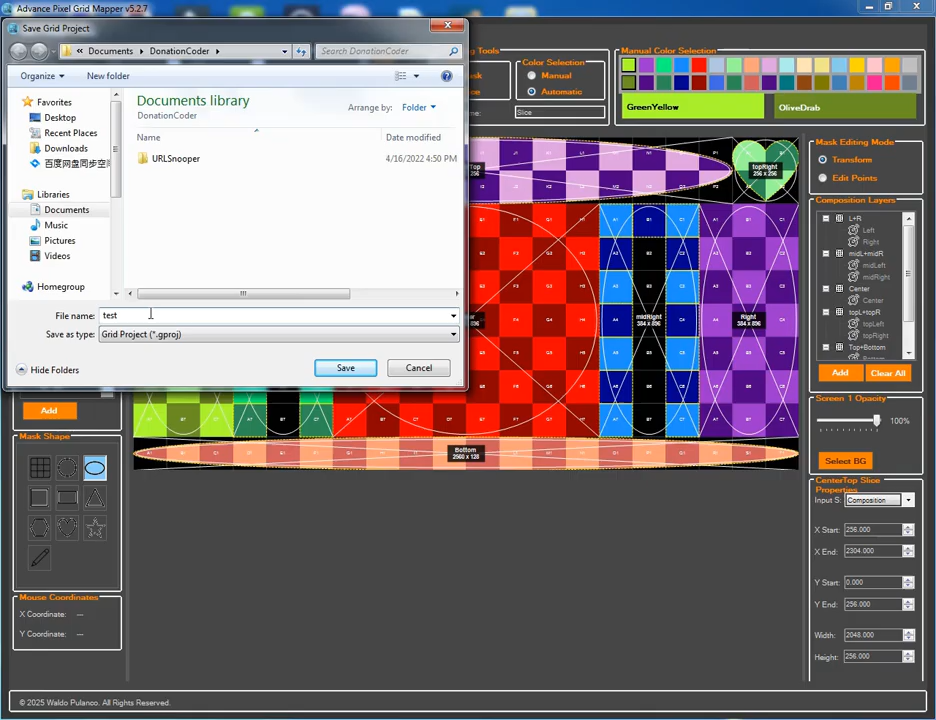 Advance Pixel Grid Mapper v5.2.7
Save Grid Project
« Documents ▸ DonationCoder ▸
Search DonationCoder
Organize
New folder
Favorites
Desktop
Recent Places
Downloads
百度网盘同步空
Libraries
Documents
Music
Pictures
Videos
Homegroup
Documents library
DonationCoder
Arrange by: Folder
Name
Date modified
URLSnooper
4/16/2022 4:50 PM
File name: test
Save as type: Grid Project (*.gproj)
Hide Folders
Save
Cancel
Tools
Color Selection
Manual
Automatic
Slice
Manual Color Selection
GreenYellow
OliveDrab
Mask Editing Mode
Transform
Edit Points
Composition Layers
L+R
Left
Right
midL+midR
midLeft
midRight
Center
Center
topL+topR
topLeft
topRight
Top+Bottom
Add
Clear All
Screen 1 Opacity
100%
Select BG
CenterTop Slice
Properties
Input S: Composition
X Start: 256.000
X End: 2304.000
Y Start: 0.000
Y End: 256.000
Width: 2048.000
Height: 256.000
topRight
256 x 256
midRight
384 x 896
Right
384 x 896
Bottom
2560 x 128
Add
Mask Shape
Mouse Coordinates
X Coordinate: —
Y Coordinate: —
© 2025 Waldo Pulanco. All Rights Reserved.